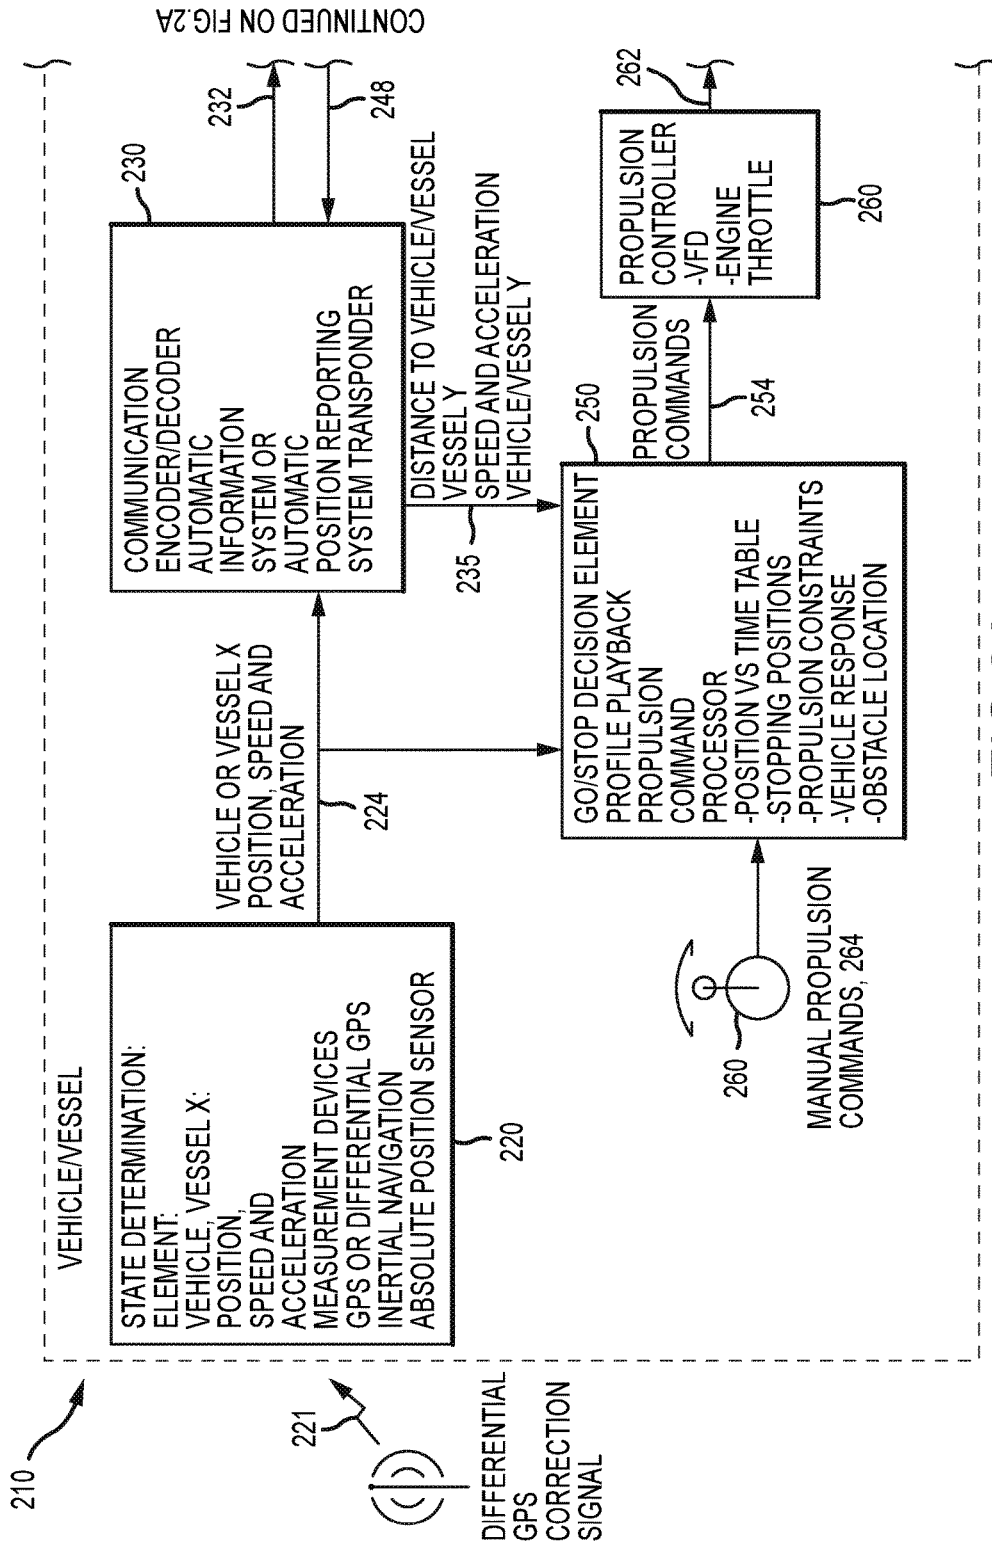 210
VEHICLE/VESSEL
STATE DETERMINATION:
ELEMENT:
VEHICLE, VESSEL X:
POSITION,
SPEED AND
ACCELERATION
MEASUREMENT DEVICES
GPS OR DIFFERENTIAL GPS
INERTIAL NAVIGATION
ABSOLUTE POSITION SENSOR
220
221
DIFFERENTIAL
GPS
CORRECTION
SIGNAL
VEHICLE OR VESSEL X
POSITION, SPEED AND
ACCELERATION
224
COMMUNICATION
ENCODER/DECODER
AUTOMATIC
INFORMATION
SYSTEM OR
AUTOMATIC
POSITION REPORTING
SYSTEM TRANSPONDER
230
232
248
CONTINUED ON FIG.2A
DISTANCE TO VEHICLE/VESSEL
VESSEL Y
SPEED AND ACCELERATION
VEHICLE/VESSEL Y
235
GO/STOP DECISION ELEMENT
PROFILE PLAYBACK
PROPULSION
COMMAND
PROCESSOR
-POSITION VS TIME TABLE
-STOPPING POSITIONS
-PROPULSION CONSTRAINTS
-VEHICLE RESPONSE
-OBSTACLE LOCATION
250
260
MANUAL PROPULSION
COMMANDS, 264
PROPULSION
COMMANDS
254
PROPULSION
CONTROLLER
-VFD
-ENGINE
THROTTLE
260
262